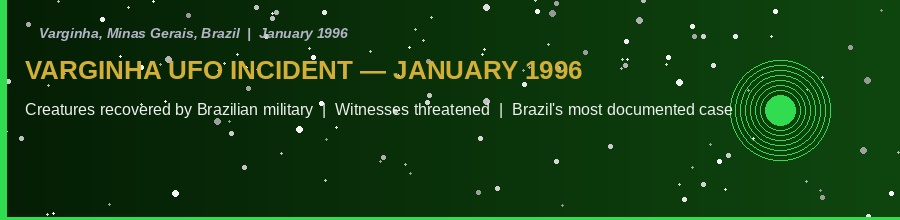 Varginha, Minas Gerais, Brazil | January 1996
VARGINHA UFO INCIDENT — JANUARY 1996
Creatures recovered by Brazilian military | Witnesses threatened | Brazil's most documented case